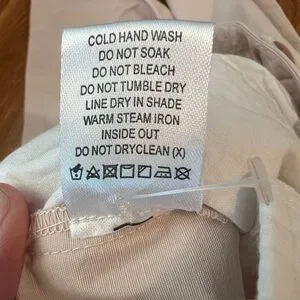 COLD HAND WASH
DO NOT SOAK
DO NOT BLEACH
DO NOT TUMBLE DRY
LINE DRY IN SHADE
WARM STEAM IRON
INSIDE OUT
DO NOT DRYCLEAN (X)